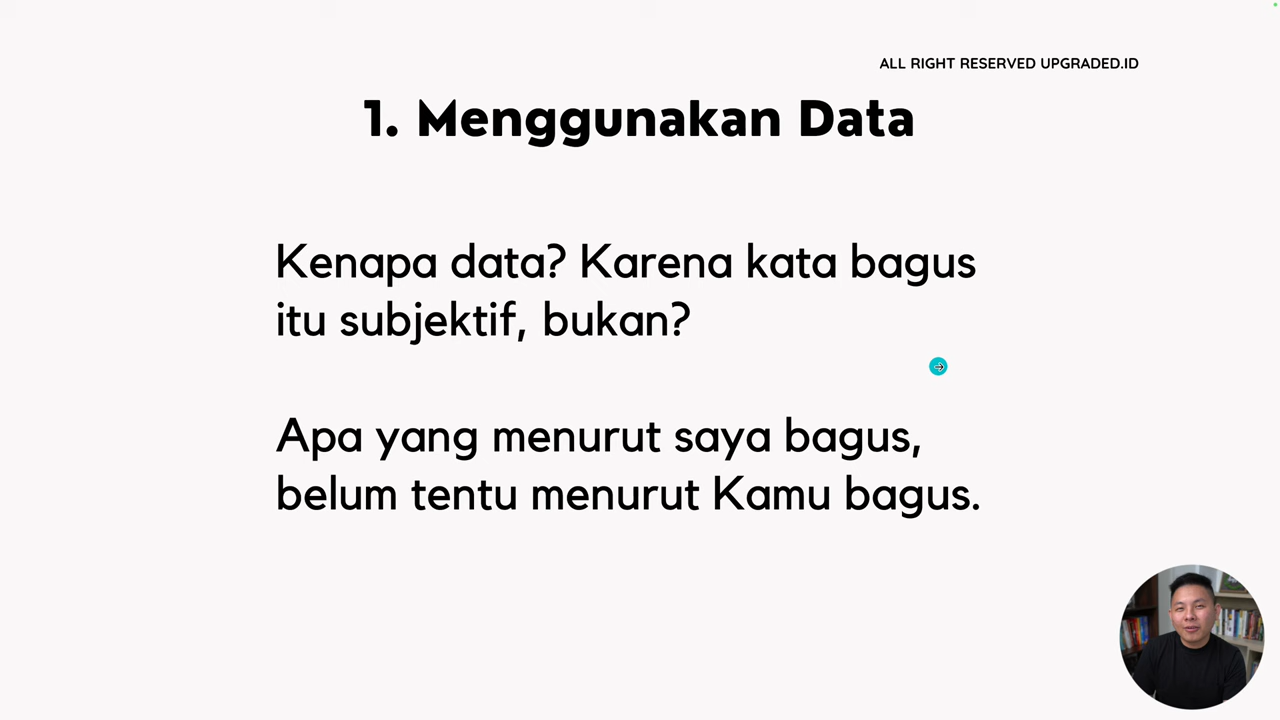 ALL RIGHT RESERVED UPGRADED.ID
1. Menggunakan Data
Kenapa data? Karena kata bagus
itu subjektif, bukan?
Apa yang menurut saya bagus,
belum tentu menurut Kamu bagus.